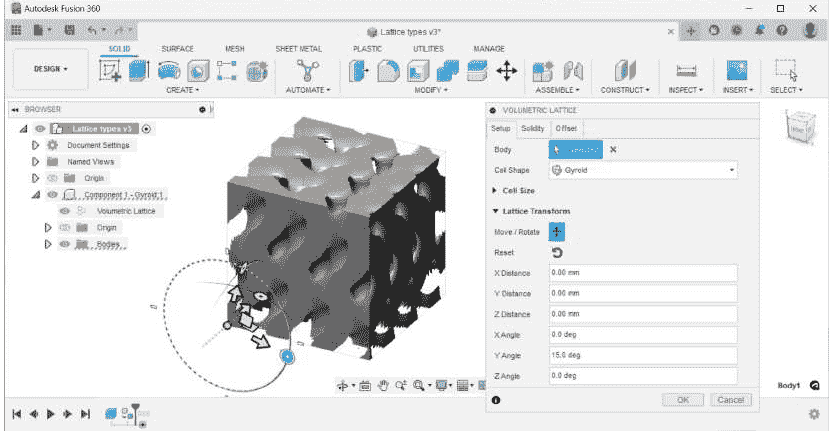 Autodesk Fusion 360
Lattice types v3*
SOLID SURFACE MESH SHEET METAL PLASTIC UTILITIES MANAGE
DESIGN
CREATE AUTOMATE MODIFY ASSEMBLE CONSTRUCT INSPECT INSERT SELECT
BROWSER
Lattice types v3
Document Settings
Named Views
Origin
Component 1 - Gyroid:1
Volumetric Lattice
Origin
Bodies
VOLUMETRIC LATTICE
Setup Solidity Offset
Body
Cell Shape Gyroid
Cell Size
Lattice Transform
Move / Rotate
Reset
X Distance 0.00 mm
Y Distance 0.00 mm
Z Distance 0.00 mm
X Angle 0.0 deg
Y Angle 15.0 deg
Z Angle 0.0 deg
OK Cancel
Body1